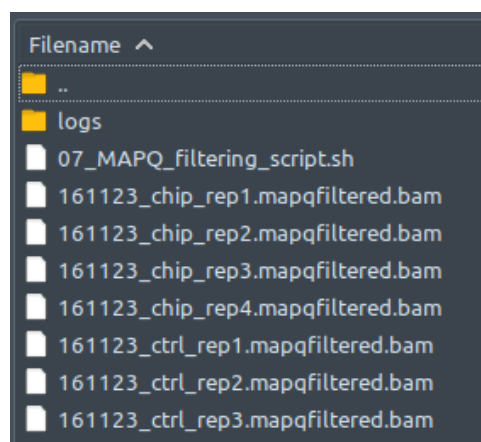 Filename
..
logs
07_MAPQ_filtering_script.sh
161123_chip_rep1.mapqfiltered.bam
161123_chip_rep2.mapqfiltered.bam
161123_chip_rep3.mapqfiltered.bam
161123_chip_rep4.mapqfiltered.bam
161123_ctrl_rep1.mapqfiltered.bam
161123_ctrl_rep2.mapqfiltered.bam
161123_ctrl_rep3.mapqfiltered.bam